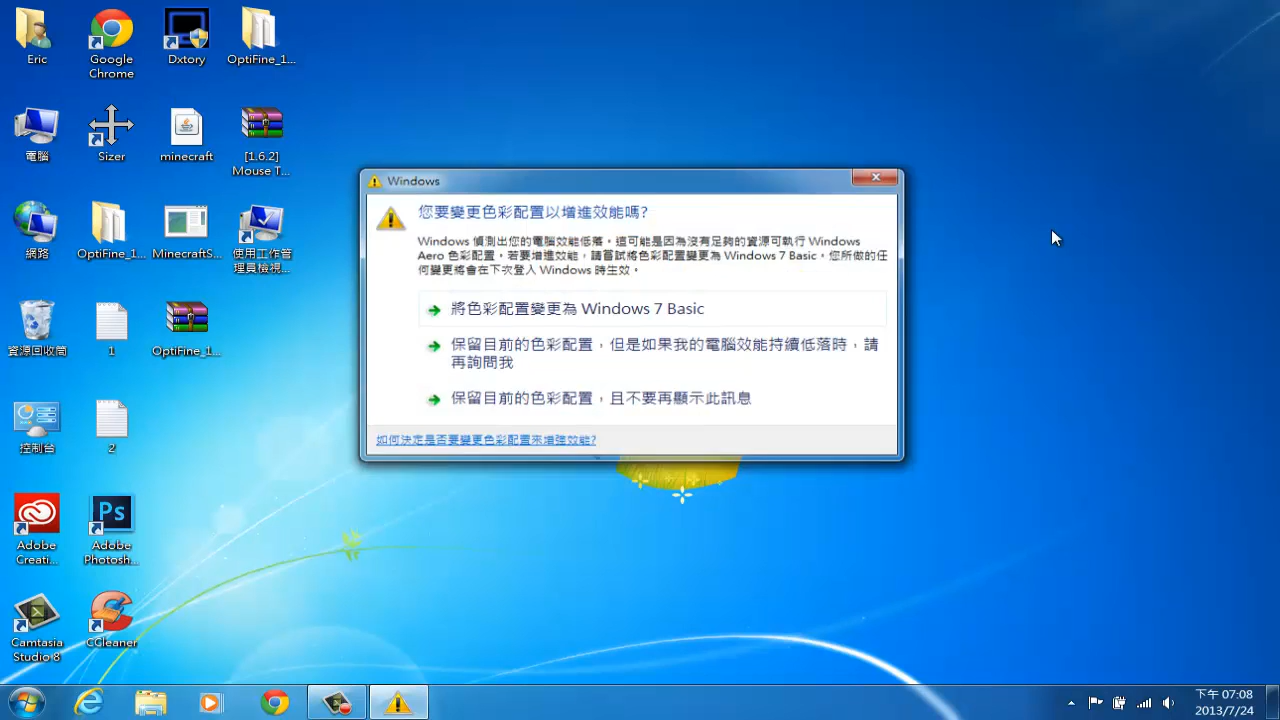 Eric
Google
Chrome
Dxtory
OptiFine_1...
電腦
Sizer
minecraft
[1.6.2]
Mouse T...
網路
OptiFine_1...
MinecraftS...
使用工作管
理員檢視...
資源回收筒
1
OptiFine_1...
控制台
2
Adobe
Creati...
Ps
Adobe
Photosh...
Camtasia
Studio 8
CCleaner
Windows
您要變更色彩配置以增進效能嗎?
Windows 偵測出您的電腦效能低落。這可能是因為沒有足夠的資源可執行 Windows
Aero 色彩配置。若要增進效能，請嘗試將色彩配置變更為 Windows 7 Basic。您所做的任
何變更將會在下次登入 Windows 時生效。
將色彩配置變更為 Windows 7 Basic
保留目前的色彩配置，但是如果我的電腦效能持續低落時，請
再詢問我
保留目前的色彩配置，且不要再顯示此訊息
如何決定是否要變更色彩配置來增強效能?
下午 07:08
2013/7/24